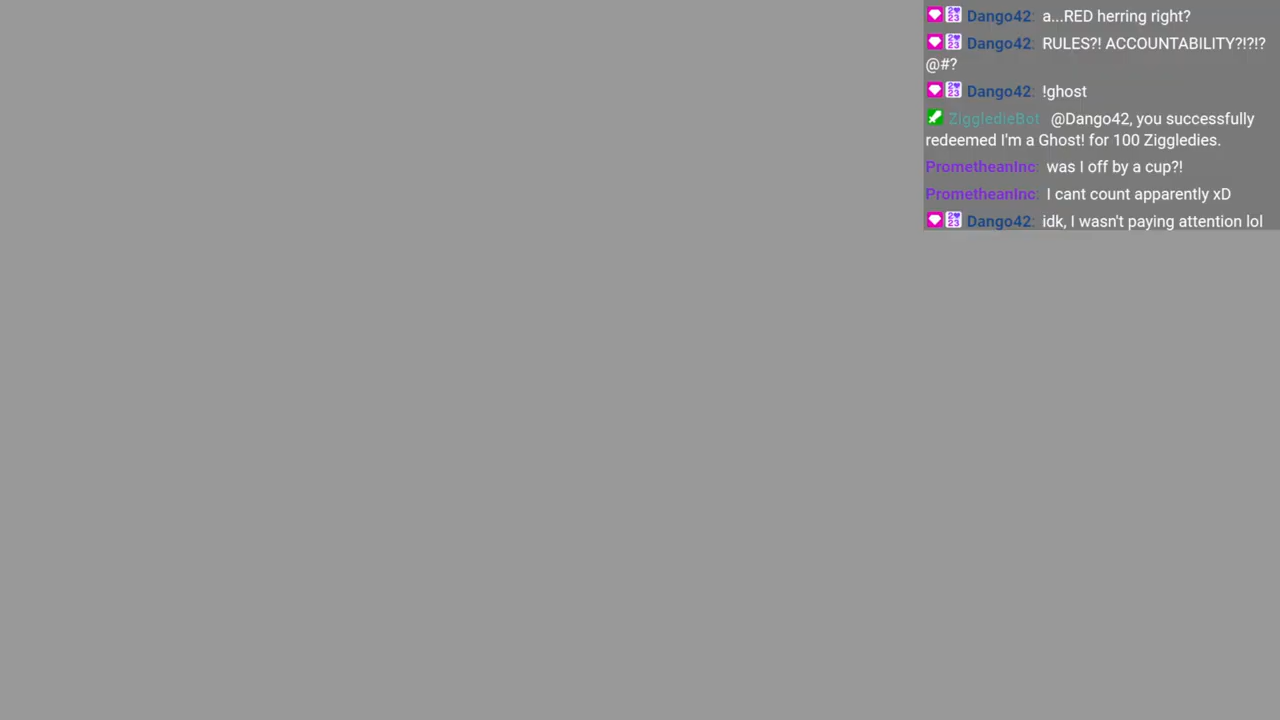 Dango42: a...RED herring right?
Dango42: RULES?! ACCOUNTABILITY?!?!?
@#?
Dango42: !ghost
ZiggledieBot @Dango42, you successfully
redeemed I'm a Ghost! for 100 Ziggledies.
PrometheanInc: was I off by a cup?!
PrometheanInc: I cant count apparently xD
Dango42: idk, I wasn't paying attention lol